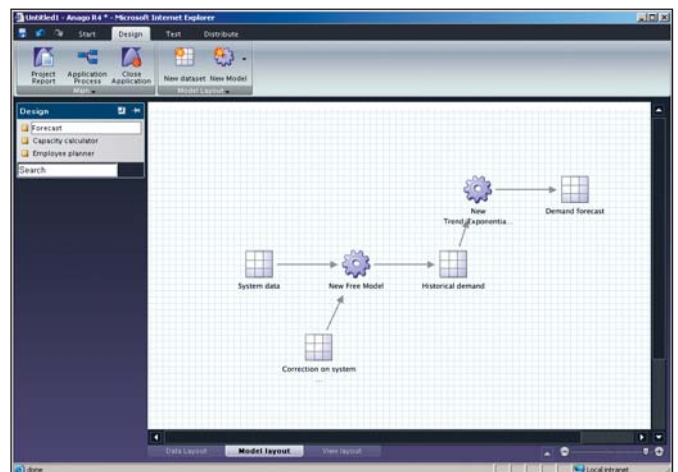 Untitled1 - Anago R4 * - Microsoft Internet Explorer
Start Design Test Distribute
Project Report Application Process Close Application New dataset New Model
Main Model Layout
Design
Forecast
Capacity calculator
Employee planner
Search
New Trend_Exponentia...
Demand forecast
System data
New Free Model
Historical demand
Correction on system ...
Data Layout Model layout View layout
done Local intranet